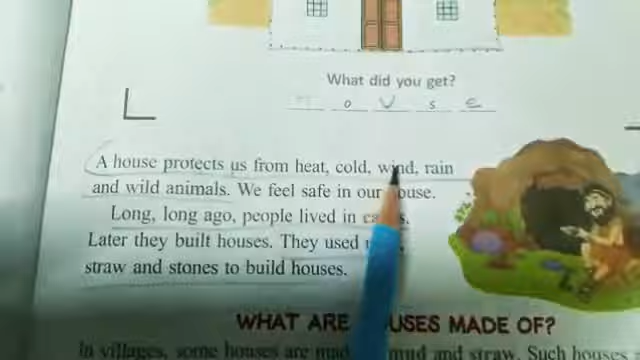 What did you get?
o U s e
A house protects us from heat, cold, wind, rain
and wild animals. We feel safe in our house.
Long, long ago, people lived in
Later they built houses. They used
straw and stones to build houses.
WHAT ARE HOUSES MADE OF?
In villages, some houses are made mud and straw. Such houses